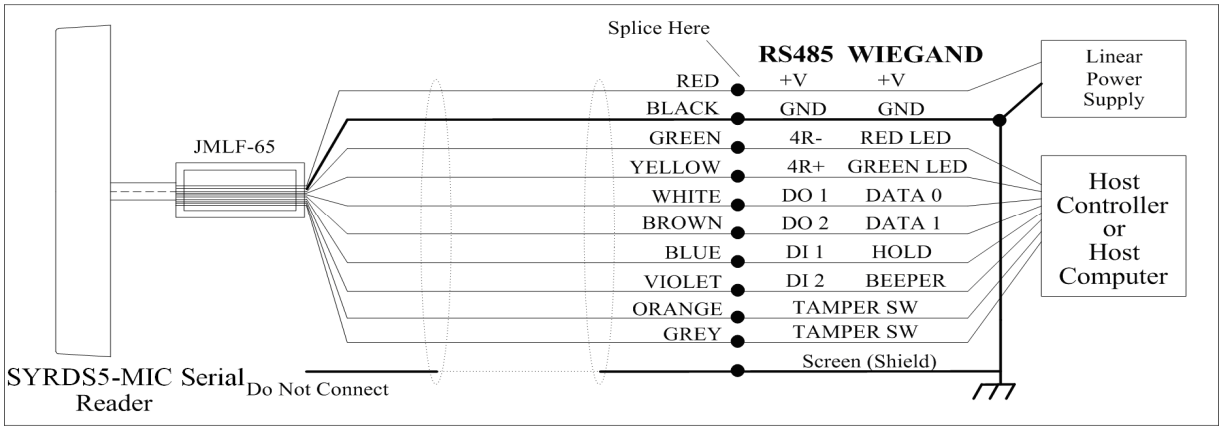 Splice Here
RS485 WIEGAND
RED +V +V
BLACK GND GND
GREEN 4R- RED LED
YELLOW 4R+ GREEN LED
WHITE DO 1 DATA 0
BROWN DO 2 DATA 1
BLUE DI 1 HOLD
VIOLET DI 2 BEEPER
ORANGE TAMPER SW
GREY TAMPER SW
Screen (Shield)
Linear
Power
Supply
JMLF-65
Host
Controller
or
Host
Computer
SYRDS5-MIC Serial
Reader
Do Not Connect